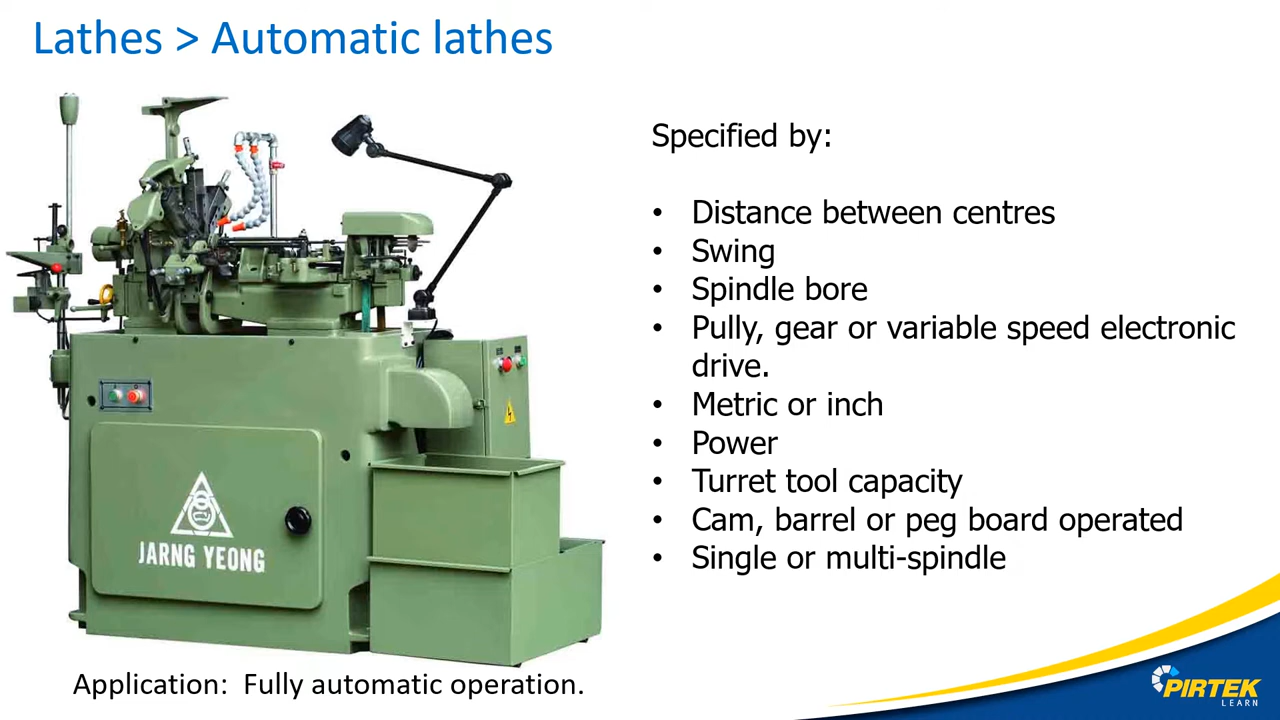 Lathes > Automatic lathes
Specified by:
• Distance between centres
• Swing
• Spindle bore
• Pully, gear or variable speed electronic
drive.
• Metric or inch
• Power
• Turret tool capacity
• Cam, barrel or peg board operated
• Single or multi-spindle
JARNG YEONG
Application:  Fully automatic operation.
PIRTEK
LEARN